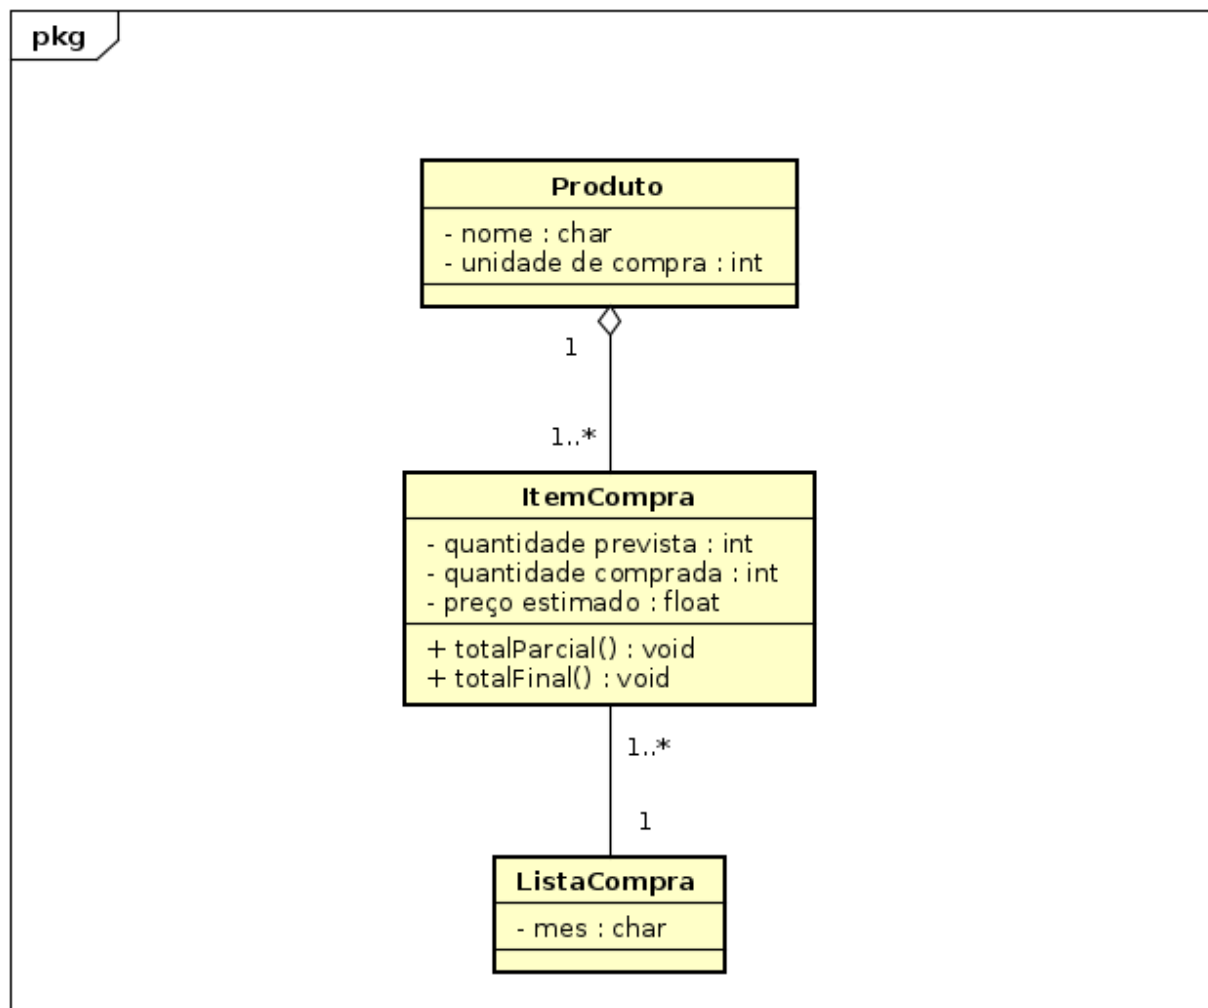 pkg
Produto
- nome : char
- unidade de compra : int
1
1..*
ItemCompra
- quantidade prevista : int
- quantidade comprada : int
- preço estimado : float
+ totalParcial() : void
+ totalFinal() : void
1..*
1
ListaCompra
- mes : char